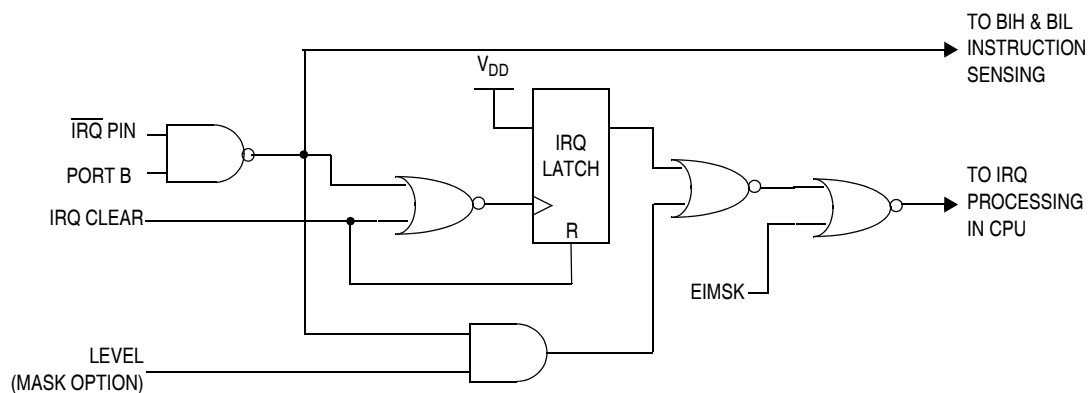 TO BIH & BIL
INSTRUCTION
SENSING
VDD
IRQ PIN
IRQ
LATCH
PORT B
TO IRQ
PROCESSING
IN CPU
IRQ CLEAR
R
EIMSK
LEVEL
(MASK OPTION)